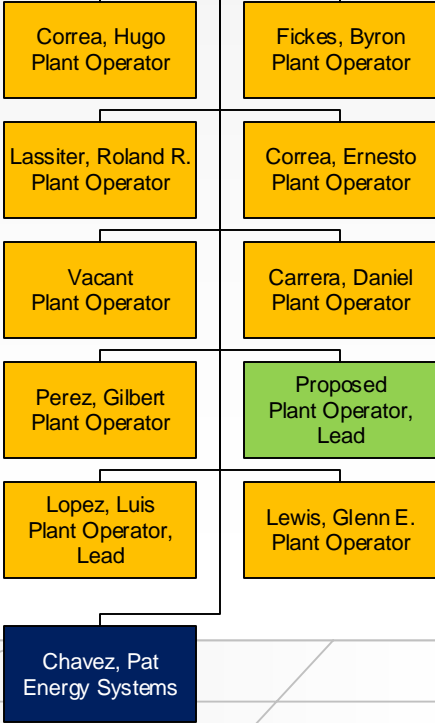 Correa, Hugo
Plant Operator
Fickes, Byron
Plant Operator
Lassiter, Roland R.
Plant Operator
Correa, Ernesto
Plant Operator
Vacant
Plant Operator
Carrera, Daniel
Plant Operator
Perez, Gilbert
Plant Operator
Proposed
Plant Operator,
Lead
Lopez, Luis
Plant Operator,
Lead
Lewis, Glenn E.
Plant Operator
Chavez, Pat
Energy Systems